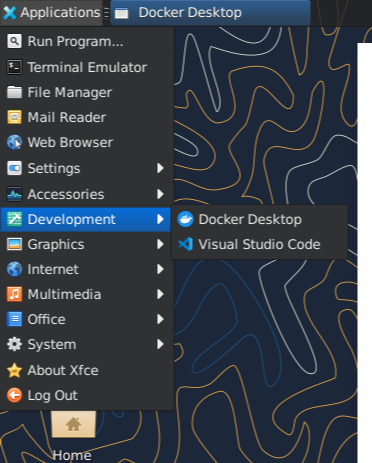 Applications
Docker Desktop
Run Program...
Terminal Emulator
File Manager
Mail Reader
Web Browser
Settings
Accessories
Development
Docker Desktop
Visual Studio Code
Graphics
Internet
Multimedia
Office
System
About Xfce
Log Out
Home